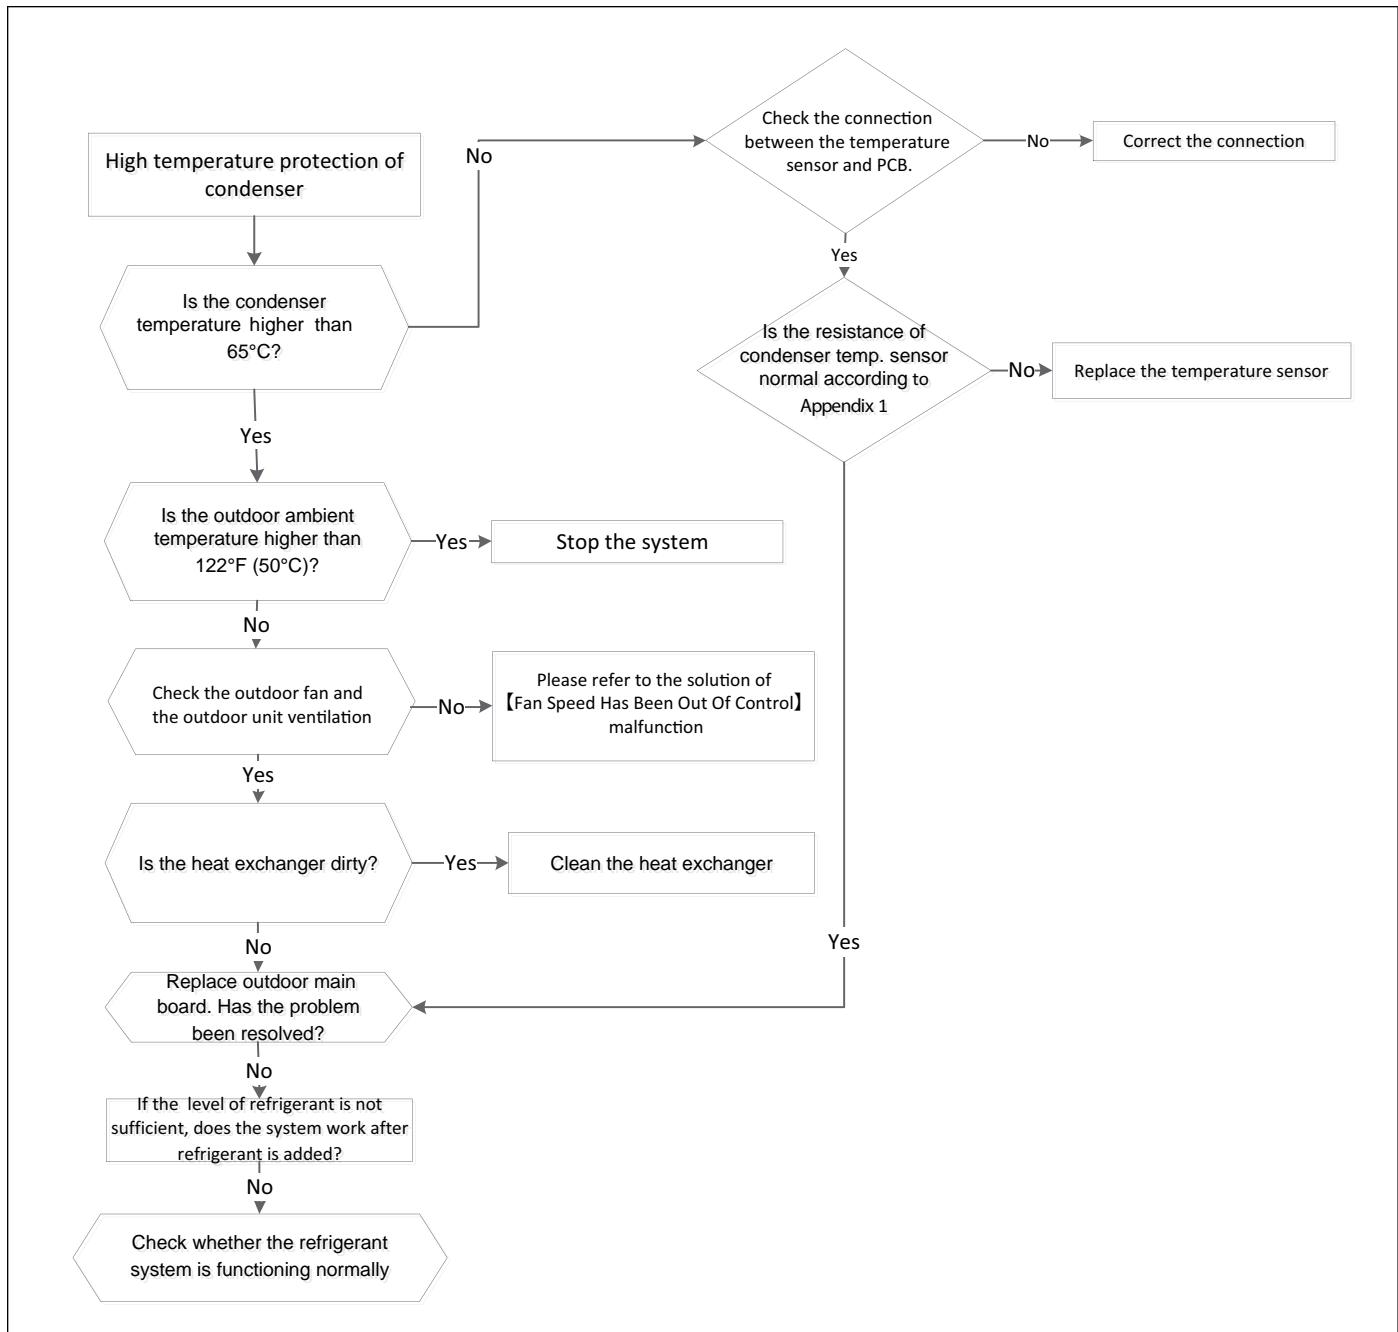 High temperature protection of
condenser
No
Check the connection
between the temperature
sensor and PCB.
No
Correct the connection
Yes
Is the condenser
temperature higher than
65°C?
Is the resistance of
condenser temp. sensor
normal according to
Appendix 1
No
Replace the temperature sensor
Yes
Is the outdoor ambient
temperature higher than
122°F (50°C)?
Yes
Stop the system
No
Check the outdoor fan and
the outdoor unit ventilation
No
Please refer to the solution of
【Fan Speed Has Been Out Of Control】
malfunction
Yes
Is the heat exchanger dirty?
Yes
Clean the heat exchanger
Yes
No
Replace outdoor main
board. Has the problem
been resolved?
No
If the level of refrigerant is not
sufficient, does the system work after
refrigerant is added?
No
Check whether the refrigerant
system is functioning normally